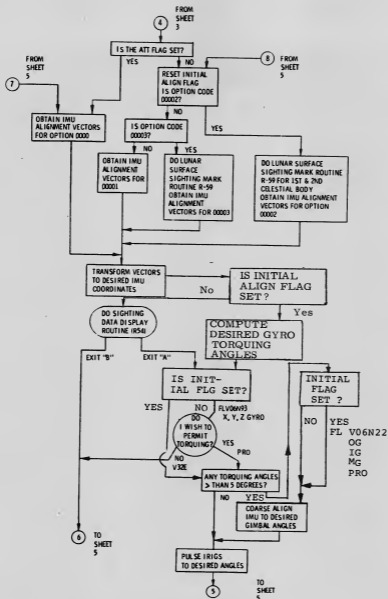 4
FROM
SHEET
3
IS THE ATT FLAG SET?
FROM
SHEET
5
7
YES
NO
8
FROM
SHEET
5
RESET INITIAL
ALIGN FLAG
IS OPTION CODE
00002?
OBTAIN IMU
ALIGNMENT VECTORS
FOR OPTION 0000
NO
YES
IS OPTION CODE
00003?
NO
YES
OBTAIN IMU
ALIGNMENT
VECTORS FOR
00001
DO LUNAR
SURFACE
SIGHTING MARK
ROUTINE R-59
OBTAIN IMU
ALIGNMENT
VECTORS FOR 00003
DO LUNAR SURFACE
SIGHTING MARK ROUTINE
R-59 FOR 1ST & 2ND
CELESTIAL BODY
OBTAIN IMU ALIGNMENT
VECTORS FOR OPTION
00002
TRANSFORM VECTORS
TO DESIRED IMU
COORDINATES
No
IS INITIAL
ALIGN FLAG
SET?
Yes
DO SIGHTING
DATA DISPLAY
ROUTINE (R54)
COMPUTE
DESIRED GYRO
TORQUING
ANGLES
EXIT "B"
EXIT "A"
IS INIT-
IAL FLG SET?
INITIAL
FLAG
SET ?
YES
NO
FLV06N93
X, Y, Z GYRO
DO
I WISH TO
PERMIT
TORQUING?
YES
PRO
NO
V32E
NO
YES
FL V06N22
OG
IG
MG
PRO
ANY TORQUING ANGLES
> THAN 5 DEGREES?
NO
YES
COARSE ALIGN
IMU TO DESIRED
GIMBAL ANGLES
6
TO
SHEET
5
PULSE IRIGS
TO DESIRED ANGLES
5
TO
SHEET
5